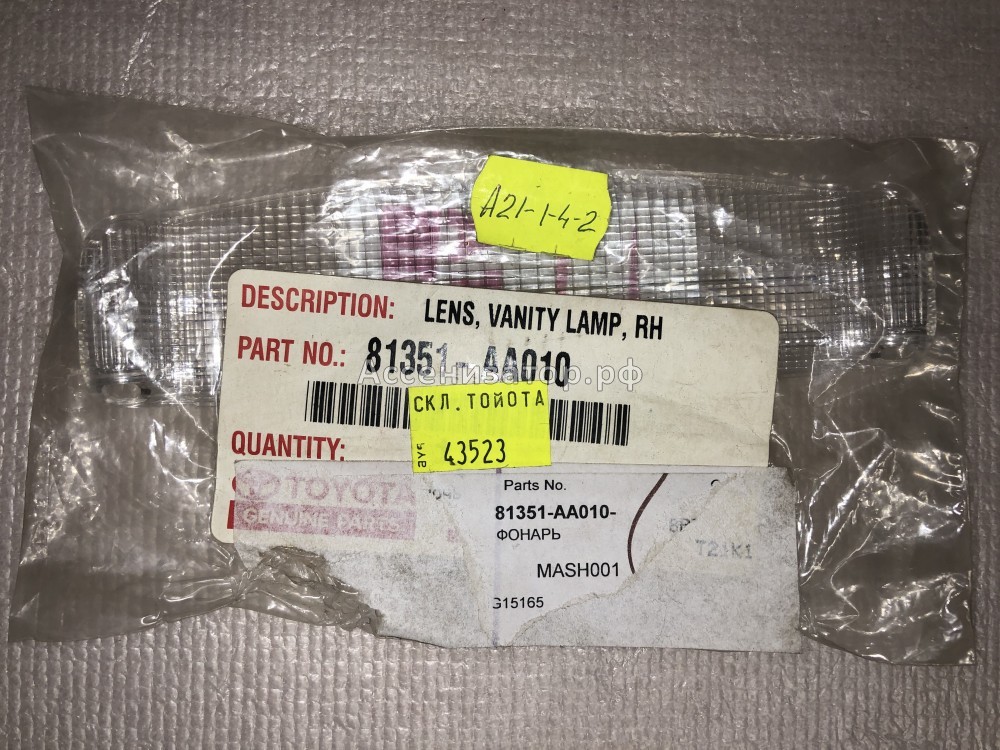 A21-1-4-2
DESCRIPTION: LENS, VANITY LAMP, RH
PART NO.: 81351-AA010
Ассенизатор.рф
СКЛ.ТОЙОТА
43523
QUANTITY:
TOYOTA
GENUINE PARTS
Parts No.
81351-AA010-
ФОНАРЬ
T21K1
MASH001
G15165